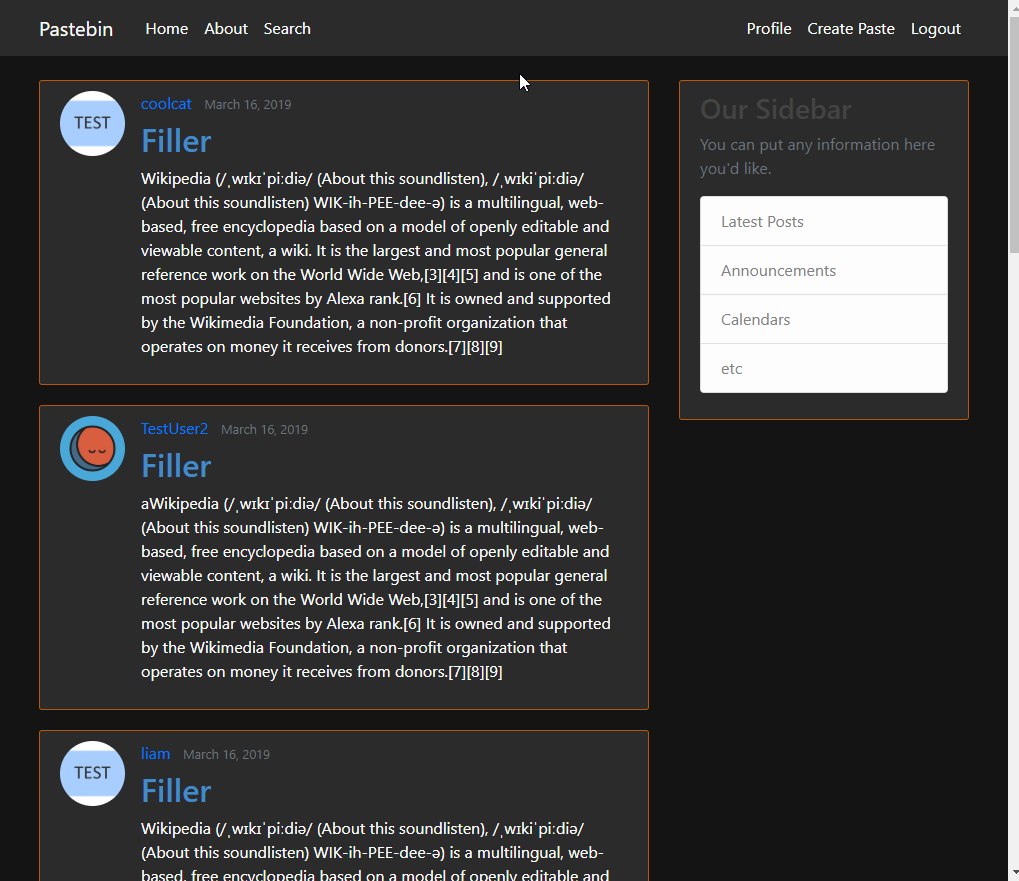 Pastebin Home About Search Profile Create Paste Logout
TEST
coolcat March 16, 2019
Filler
Wikipedia (/ˌwɪkɪˈpiːdiə/ (About this soundlisten), /ˌwɪkiˈpiːdiə/
(About this soundlisten) WIK-ih-PEE-dee-ə) is a multilingual, web-
based, free encyclopedia based on a model of openly editable and
viewable content, a wiki. It is the largest and most popular general
reference work on the World Wide Web,[3][4][5] and is one of the
most popular websites by Alexa rank.[6] It is owned and supported
by the Wikimedia Foundation, a non-profit organization that
operates on money it receives from donors.[7][8][9]
TestUser2 March 16, 2019
Filler
aWikipedia (/ˌwɪkɪˈpiːdiə/ (About this soundlisten), /ˌwɪkiˈpiːdiə/
(About this soundlisten) WIK-ih-PEE-dee-ə) is a multilingual, web-
based, free encyclopedia based on a model of openly editable and
viewable content, a wiki. It is the largest and most popular general
reference work on the World Wide Web,[3][4][5] and is one of the
most popular websites by Alexa rank.[6] It is owned and supported
by the Wikimedia Foundation, a non-profit organization that
operates on money it receives from donors.[7][8][9]
TEST
liam March 16, 2019
Filler
Wikipedia (/ˌwɪkɪˈpiːdiə/ (About this soundlisten), /ˌwɪkiˈpiːdiə/
(About this soundlisten) WIK-ih-PEE-dee-ə) is a multilingual, web-
based, free encyclopedia based on a model of openly editable and
Our Sidebar
You can put any information here
you'd like.
Latest Posts
Announcements
Calendars
etc